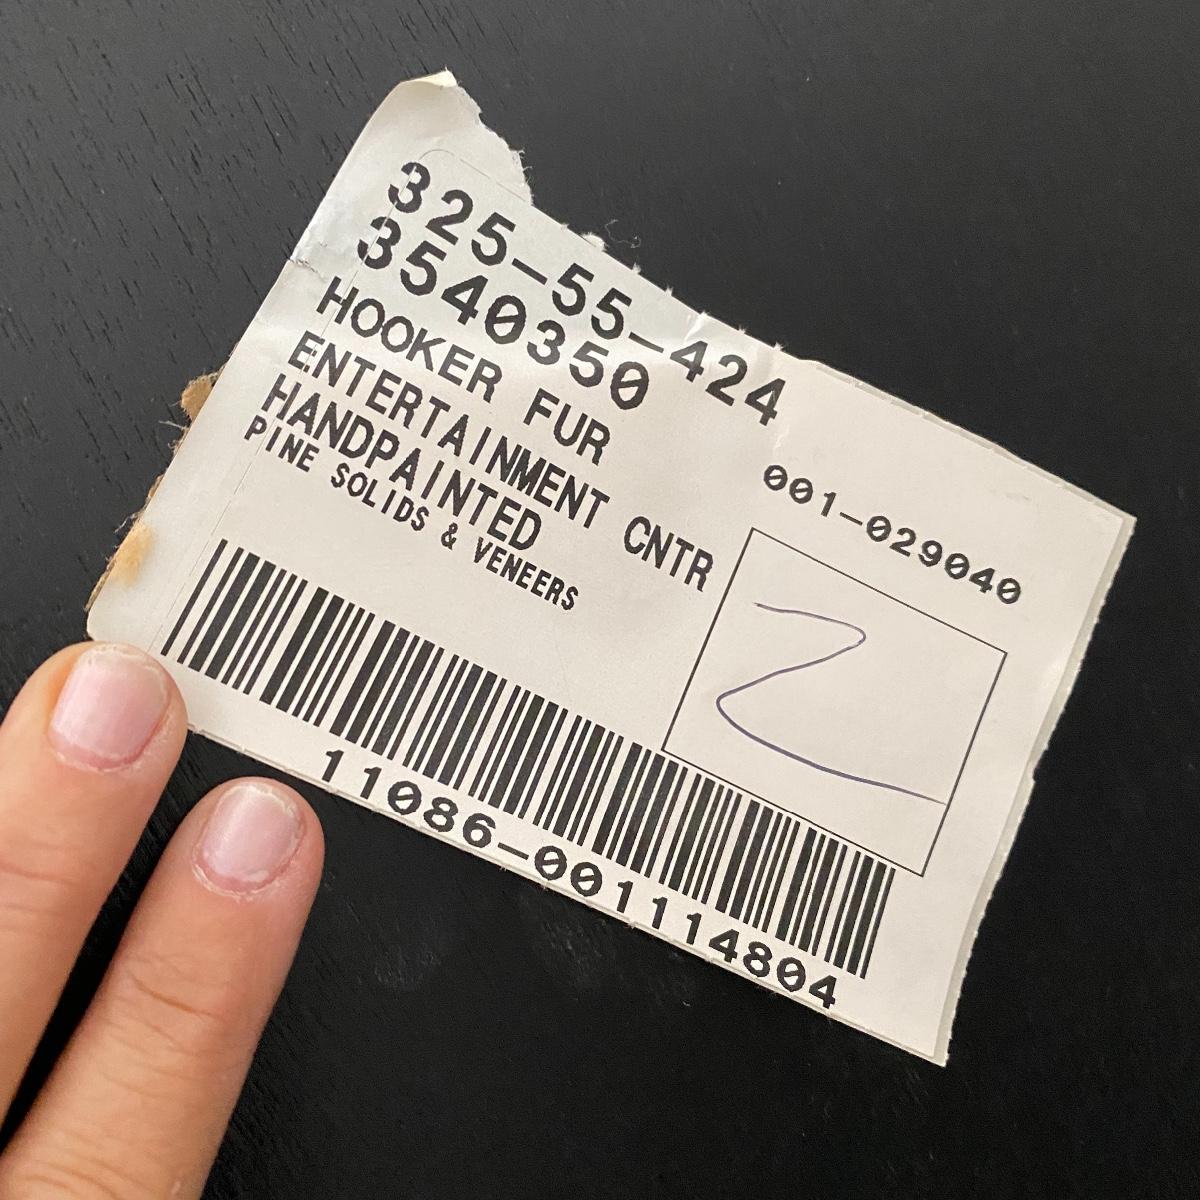 325-55-424
3540350
HOOKER FUR
ENTERTAINMENT CNTR
HANDPAINTED
PINE SOLIDS & VENEERS
001-029040
Z
11086-001114804